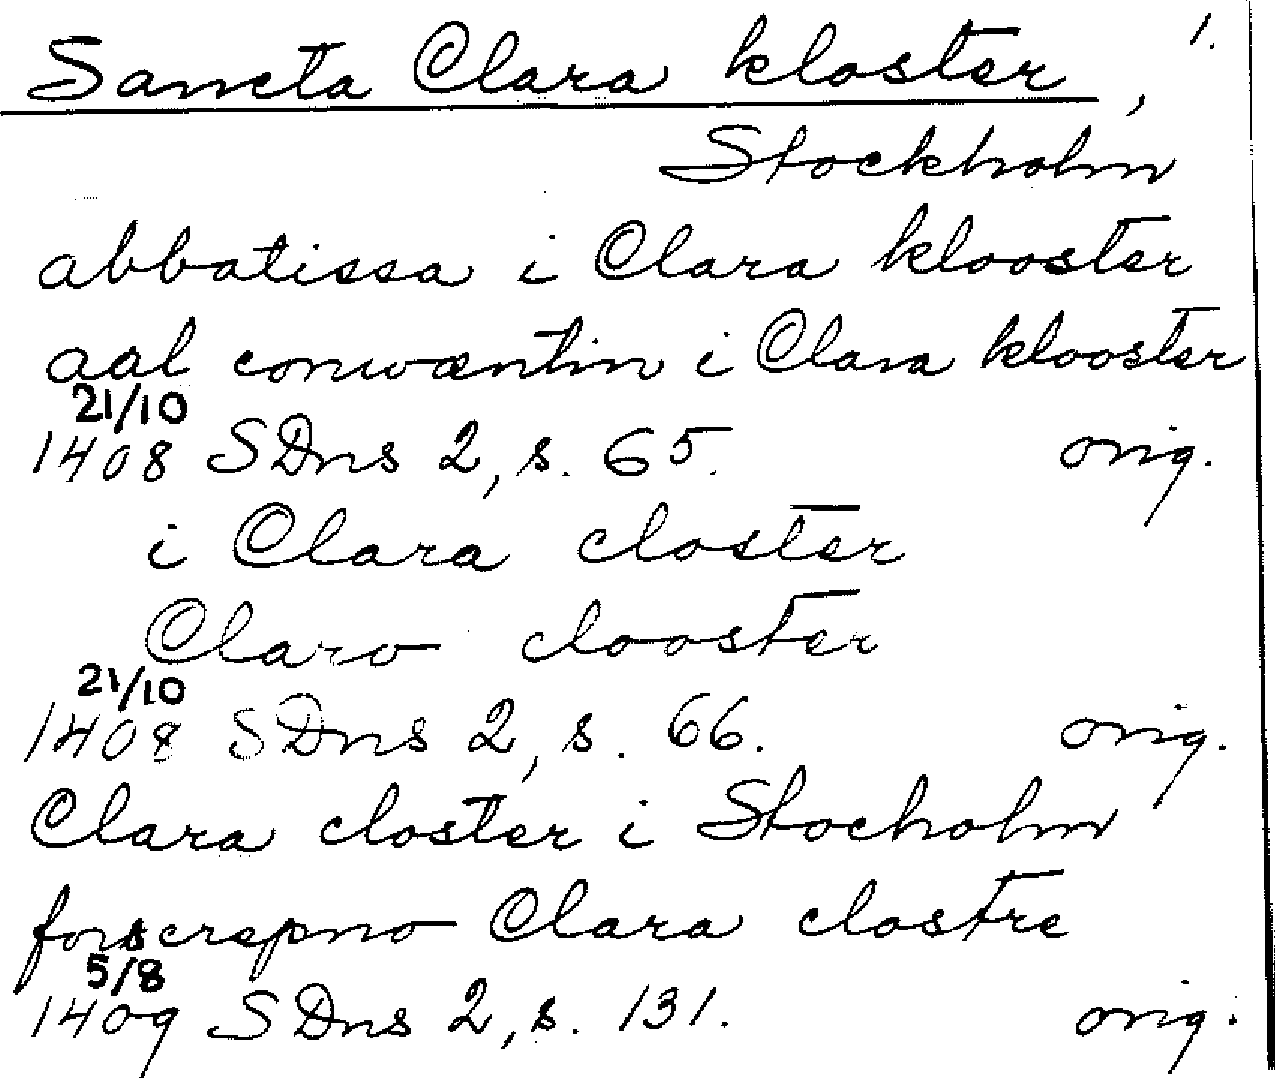 1.
Sancta Clara kloster,
Stockholm
abbatissa i Clara klooster
aal conwæntin i Clara klooster
21/10
1408 SDns 2, s. 65. orig.
i Clara closter
Claro clooster
21/10
1408 SDns 2, s. 66. orig.
Clara closter i Stocholm
forscrepno Clara clostre
5/8
1409 SDns 2, s. 131. orig.